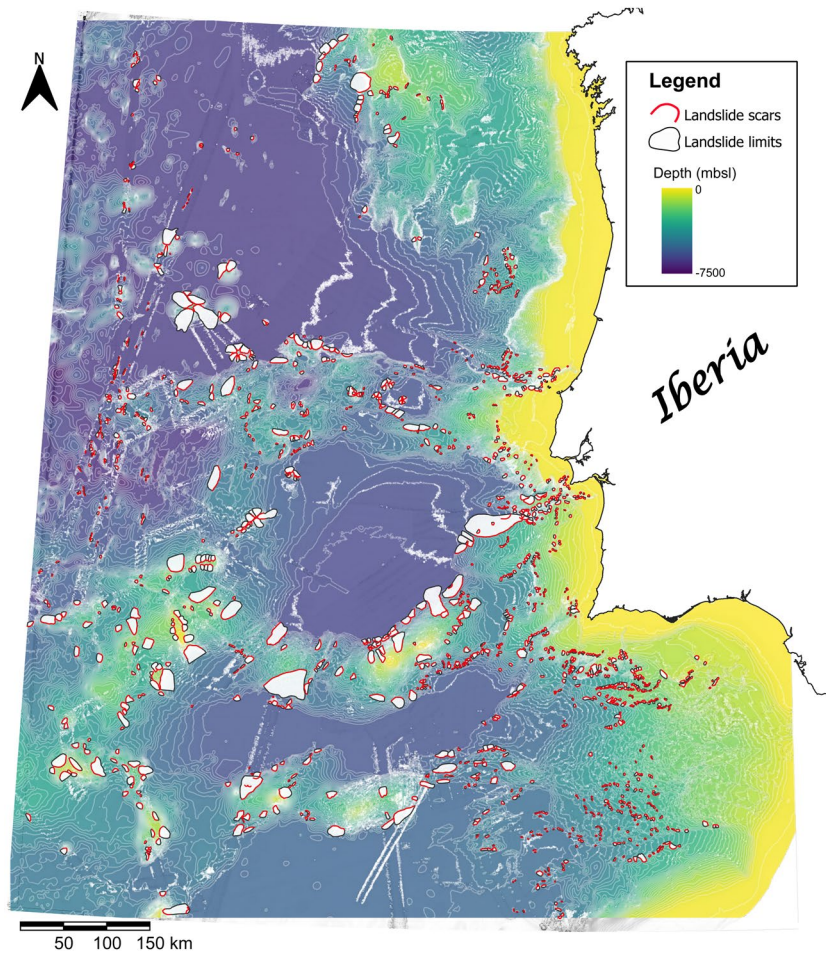 N
Legend
Landslide scars
Landslide limits
Depth (mbsl)
0
-7500
Iberia
50 100 150 km